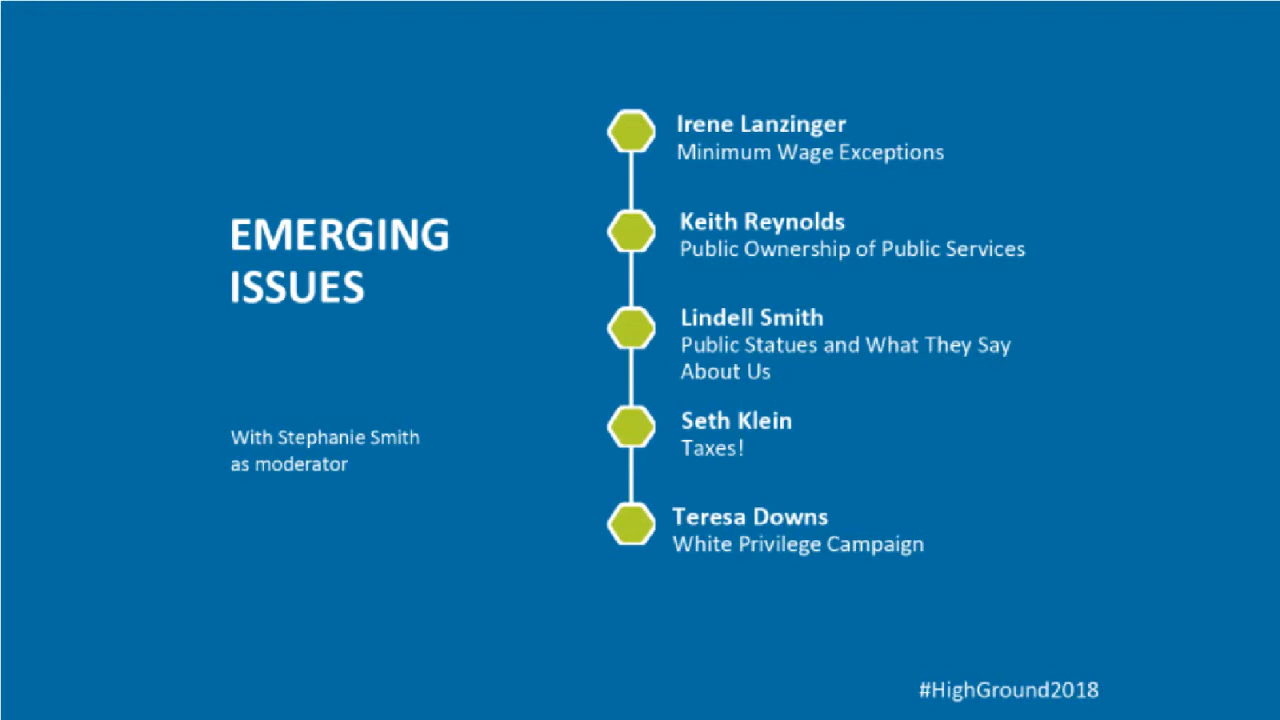 EMERGING
ISSUES
With Stephanie Smith
as moderator
Irene Lanzinger
Minimum Wage Exceptions
Keith Reynolds
Public Ownership of Public Services
Lindell Smith
Public Statues and What They Say
About Us
Seth Klein
Taxes!
Teresa Downs
White Privilege Campaign
#HighGround2018